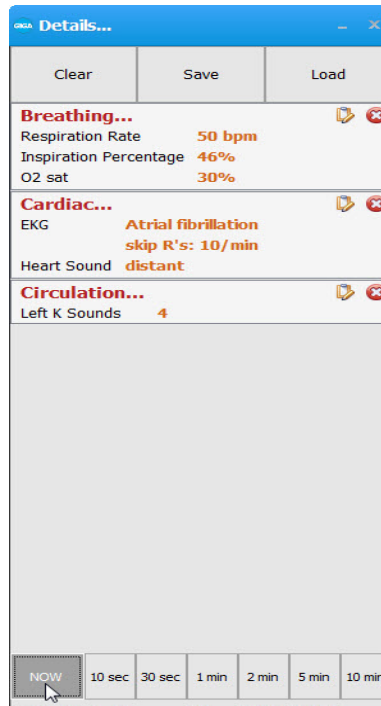 Details...
Clear Save Load
Breathing...
Respiration Rate 50 bpm
Inspiration Percentage 46%
O2 sat 30%
Cardiac...
EKG Atrial fibrillation
skip R's: 10/min
Heart Sound distant
Circulation...
Left K Sounds 4
NOW 10 sec 30 sec 1 min 2 min 5 min 10 min